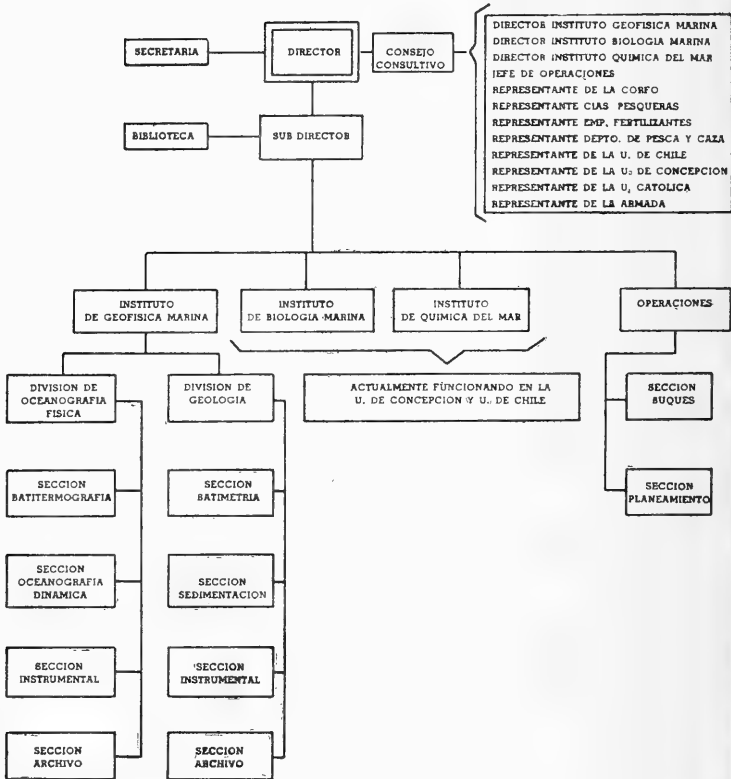 SECRETARIA
DIRECTOR
CONSEJO
CONSULTIVO
DIRECTOR INSTITUTO GEOFISICA MARINA
DIRECTOR INSTITUTO BIOLOGIA MARINA
DIRECTOR INSTITUTO QUIMICA DEL MAR
JEFE DE OPERACIONES
REPRESENTANTE DE LA CORFO
REPRESENTANTE CIAS PESQUERAS
REPRESENTANTE EMP. FERTILIZANTES
REPRESENTANTE DEPTO. DE PESCA Y CAZA
REPRESENTANTE DE LA U. DE CHILE
REPRESENTANTE DE LA U. DE CONCEPCION
REPRESENTANTE DE LA U. CATOLICA
REPRESENTANTE DE LA ARMADA
BIBLIOTECA
SUB DIRECTOR
INSTITUTO
DE GEOFISICA MARINA
INSTITUTO
DE BIOLOGIA MARINA
INSTITUTO
DE QUIMICA DEL MAR
OPERACIONES
DIVISION DE
OCEANOGRAFIA
FISICA
DIVISION DE
GEOLOGIA
ACTUALMENTE FUNCIONANDO EN LA
U. DE CONCEPCION Y U. DE CHILE
SECCION
BUQUES
SECCION
BATITERMOGRAFIA
SECCION
BATIMETRIA
SECCION
PLANEAMIENTO
SECCION
OCEANOGRAFIA
DINAMICA
SECCION
SEDIMENTACION
SECCION
INSTRUMENTAL
SECCION
INSTRUMENTAL
SECCION
ARCHIVO
SECCION
ARCHIVO